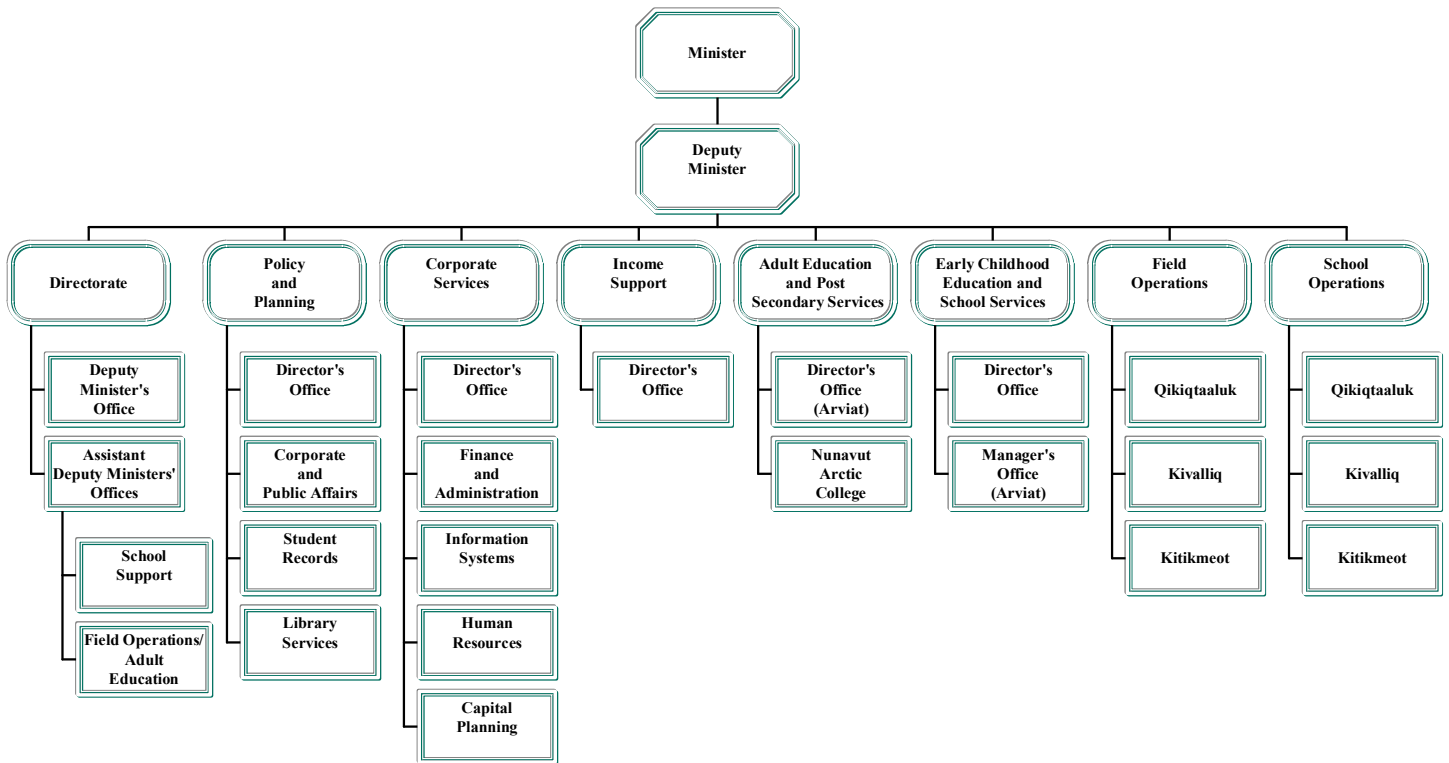 Minister
Deputy
Minister
Directorate
Policy
and
Planning
Corporate
Services
Income
Support
Adult Education
and Post
Secondary Services
Early Childhood
Education and
School Services
Field
Operations
School
Operations
Deputy
Minister's
Office
Assistant
Deputy Ministers'
Offices
School
Support
Field Operations/
Adult
Education
Director's
Office
Corporate
and
Public Affairs
Student
Records
Library
Services
Director's
Office
Finance
and
Administration
Information
Systems
Human
Resources
Capital
Planning
Director's
Office
Director's
Office
(Arviat)
Nunavut
Arctic
College
Director's
Office
Manager's
Office
(Arviat)
Qikiqtaaluk
Kivalliq
Kitikmeot
Qikiqtaaluk
Kivalliq
Kitikmeot